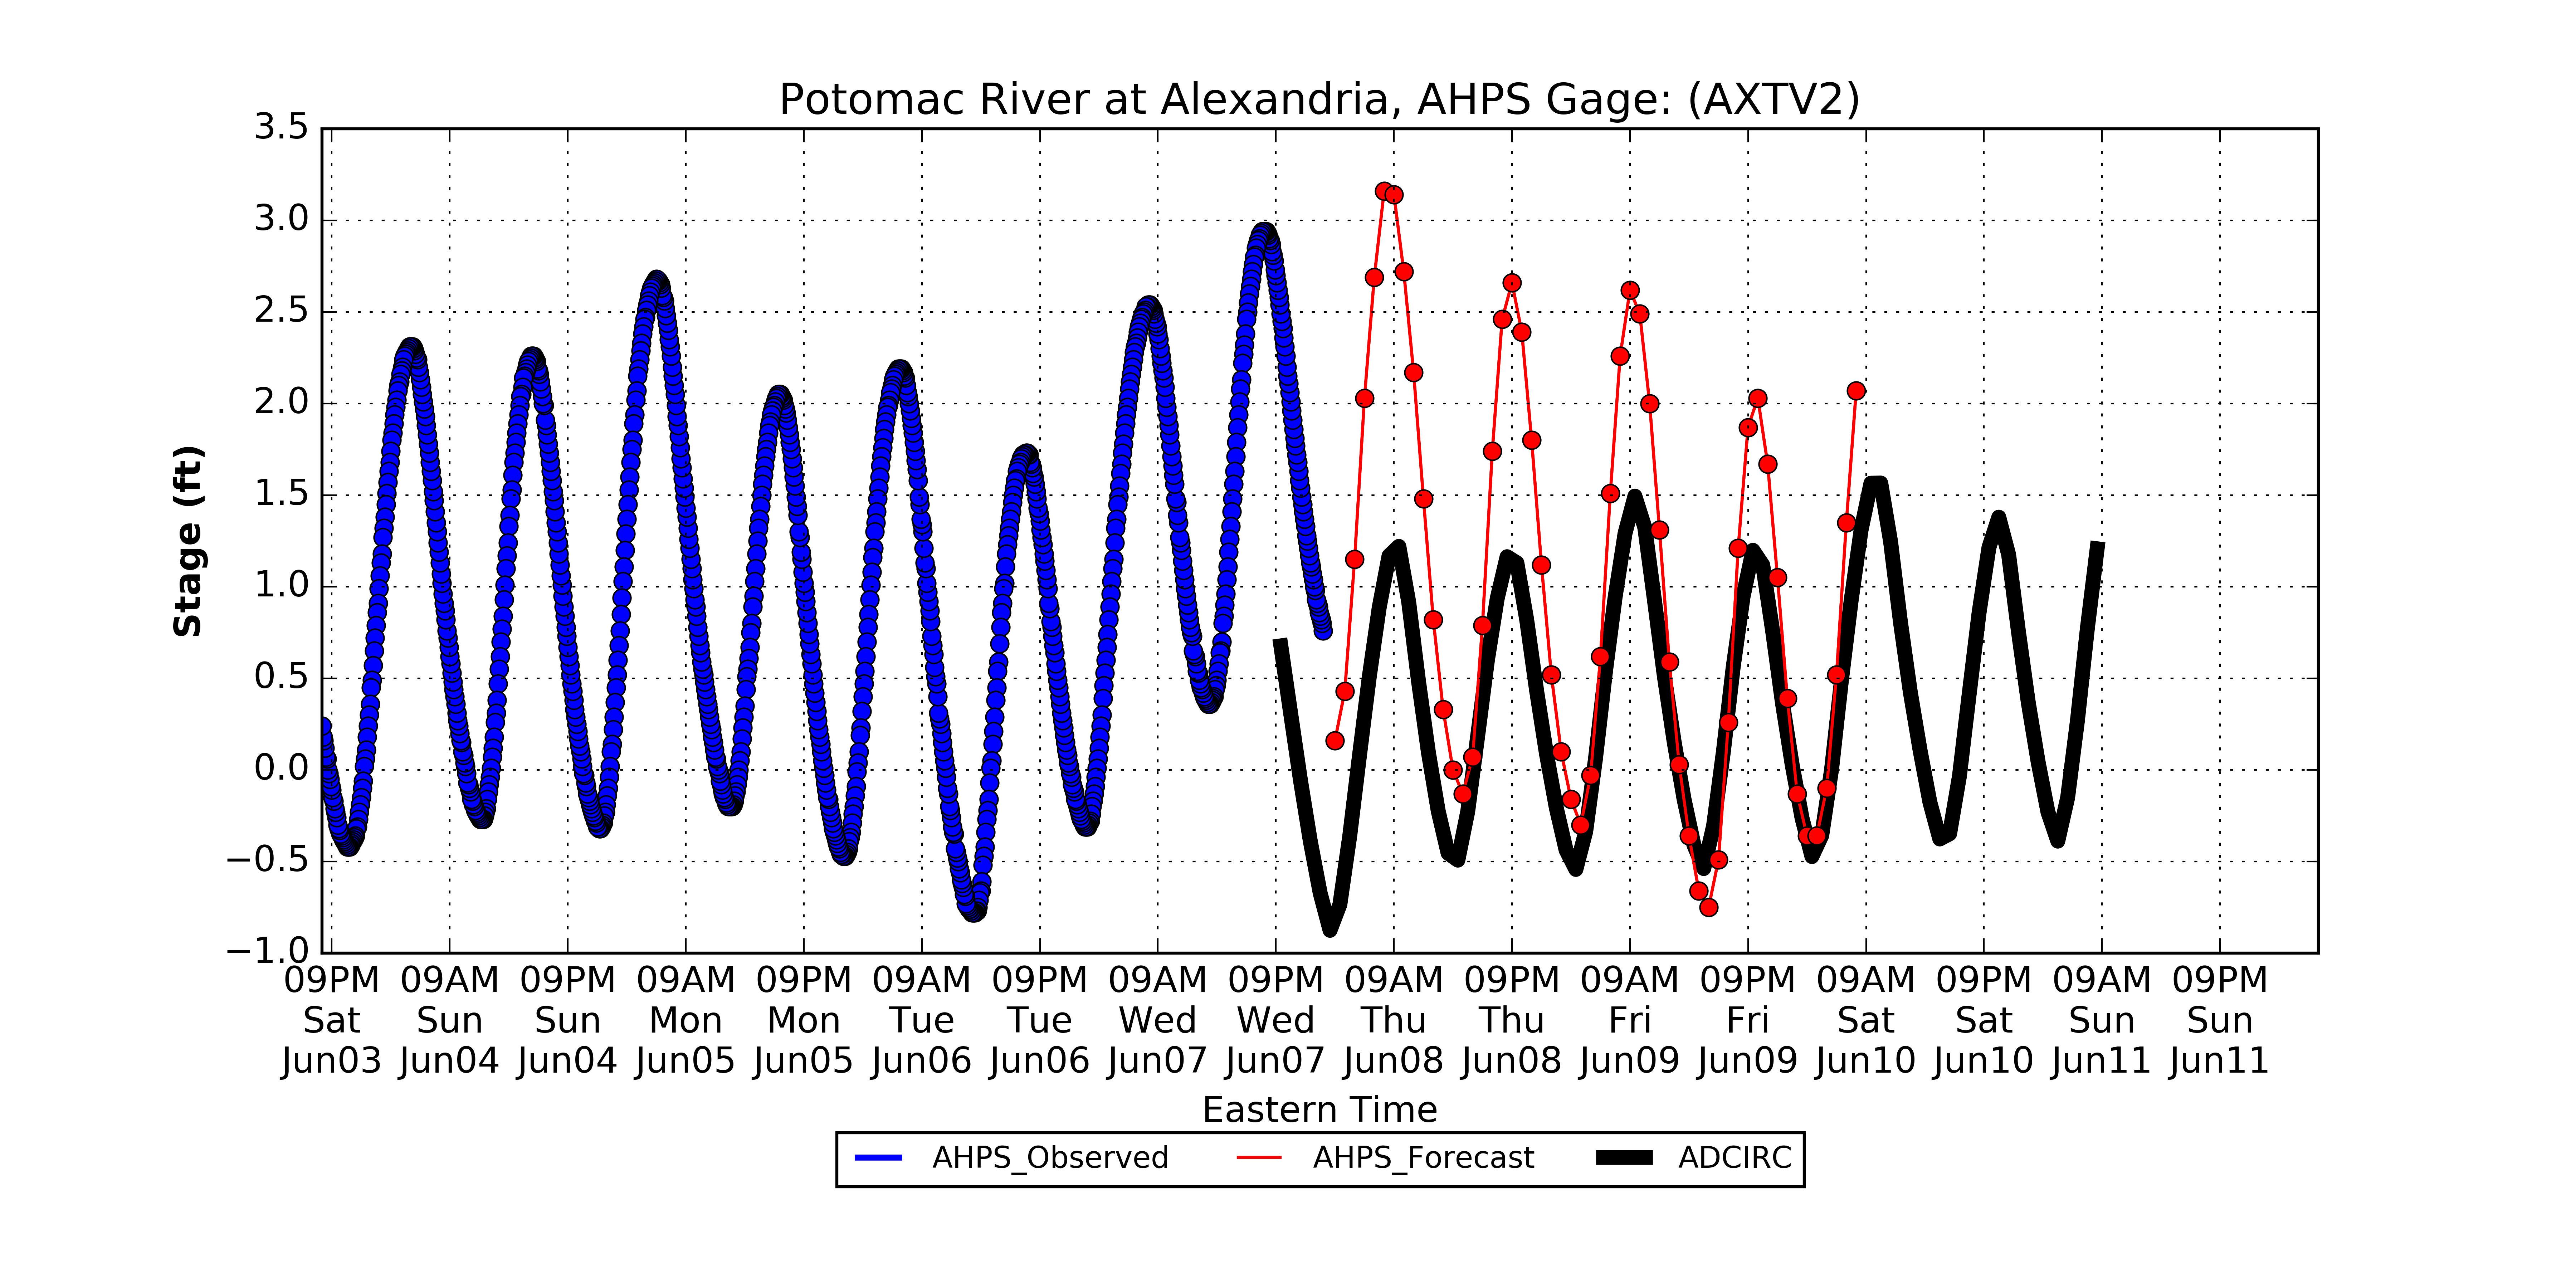 Potomac River at Alexandria, AHPS Gage: (AXTV2)
3.5
3.0
2.5
2.0
1.5
1.0
0.5
0.0
−0.5
−1.0
Stage (ft)
09PM 09AM 09PM 09AM 09PM 09AM 09PM 09AM 09PM 09AM 09PM 09AM 09PM 09AM 09PM 09AM 09PM
Sat Sun Sun Mon Mon Tue Tue Wed Wed Thu Thu Fri Fri Sat Sat Sun Sun
Jun03 Jun04 Jun04 Jun05 Jun05 Jun06 Jun06 Jun07 Jun07 Jun08 Jun08 Jun09 Jun09 Jun10 Jun10 Jun11 Jun11
Eastern Time
AHPS_Observed AHPS_Forecast ADCIRC